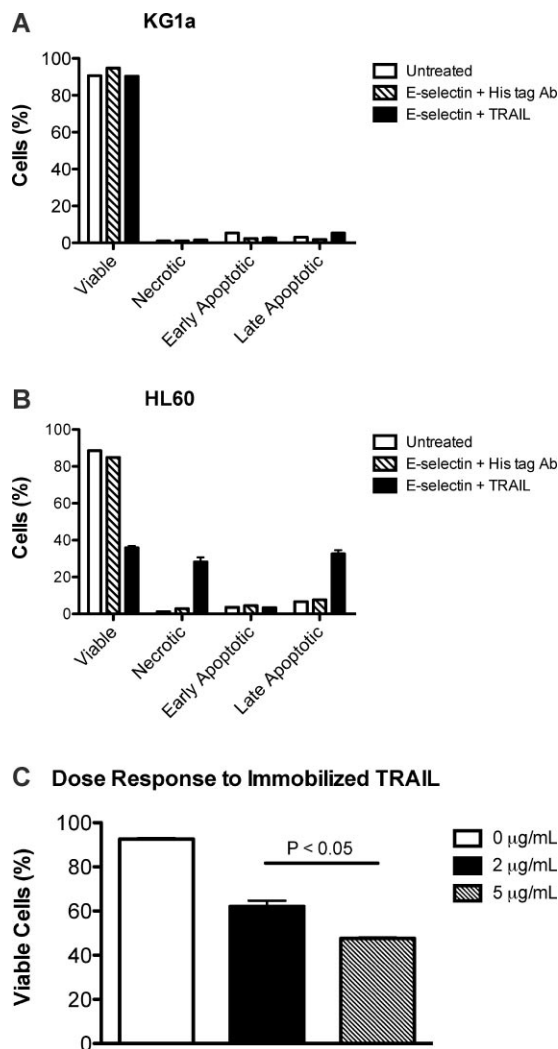 A
KG1a
Cells (%)
100
80
60
40
20
0
Viable
Necrotic
Early Apoptotic
Late Apoptotic
Untreated
E-selectin + His tag Ab
E-selectin + TRAIL
B
HL60
Cells (%)
100
80
60
40
20
0
Viable
Necrotic
Early Apoptotic
Late Apoptotic
Untreated
E-selectin + His tag Ab
E-selectin + TRAIL
C Dose Response to Immobilized TRAIL
Viable Cells (%)
100
80
60
40
20
0
P < 0.05
0 μg/mL
2 μg/mL
5 μg/mL